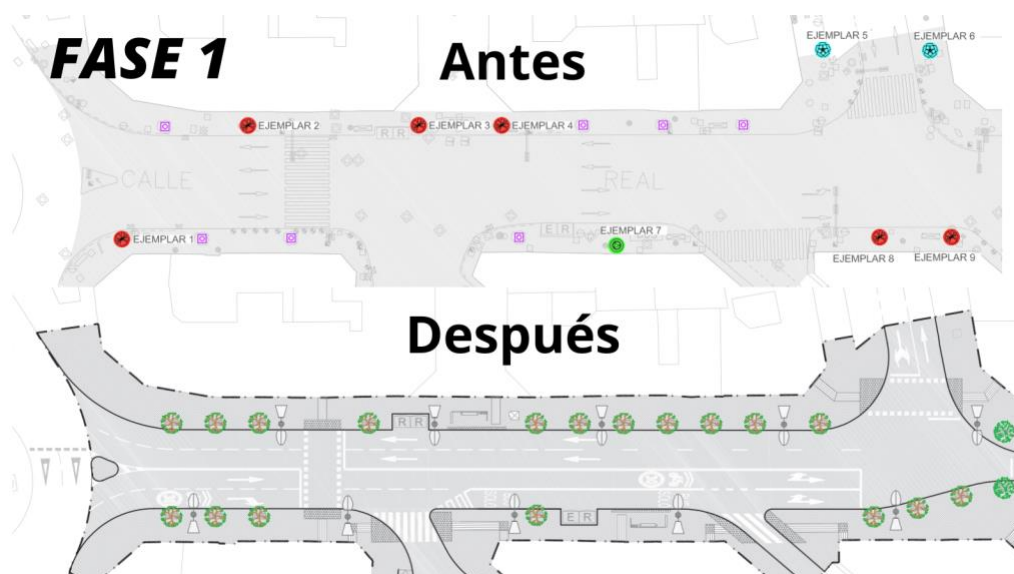 FASE 1
Antes
EJEMPLAR 5
EJEMPLAR 6
EJEMPLAR 2
EJEMPLAR 3
EJEMPLAR 4
R R
CALLE
REAL
EJEMPLAR 1
E R
EJEMPLAR 7
EJEMPLAR 8
EJEMPLAR 9
Después
R R
E R